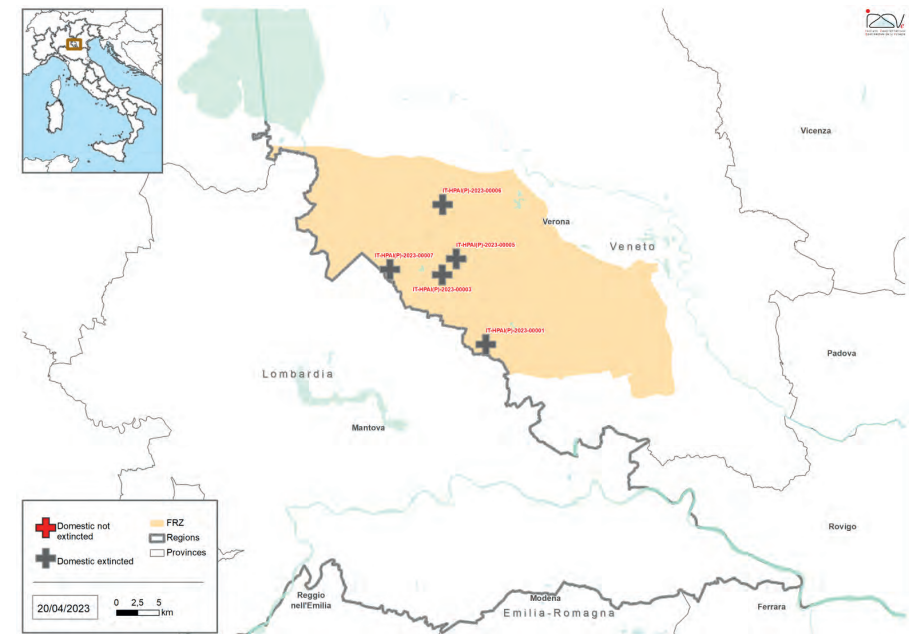 Vicenza
IT-HPAI(P)-2023-00006
Verona
Veneto
IT-HPAI(P)-2023-00005
IT-HPAI(P)-2023-00007
IT-HPAI(P)-2023-00003
IT-HPAI(P)-2023-00001
Padova
Lombardia
Mantova
Rovigo
Domestic not
extincted
Domestic extincted
FRZ
Regions
Provinces
20/04/2023
0 2,5 5
km
Reggio
nell'Emilia
Modena
Emilia-Romagna
Ferrara